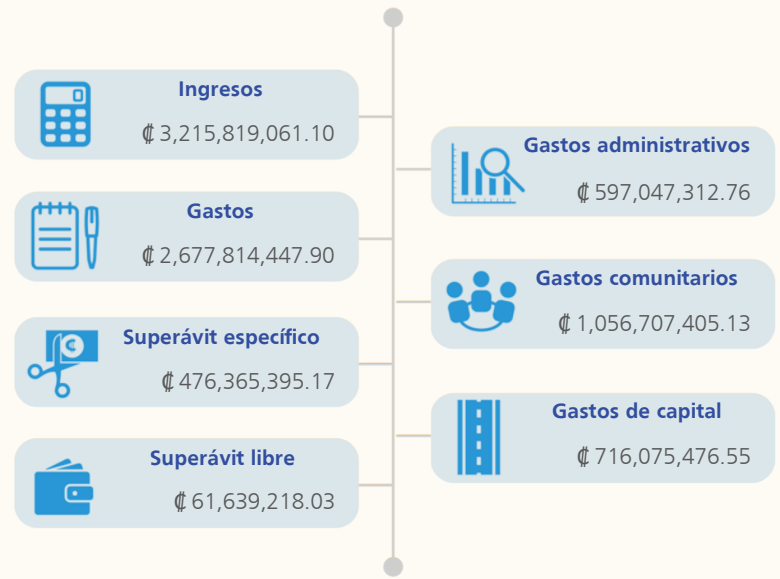 Ingresos
₡ 3,215,819,061.10
Gastos
₡ 2,677,814,447.90
Superávit específico
₡ 476,365,395.17
Superávit libre
₡ 61,639,218.03
Gastos administrativos
₡ 597,047,312.76
Gastos comunitarios
₡ 1,056,707,405.13
Gastos de capital
₡ 716,075,476.55